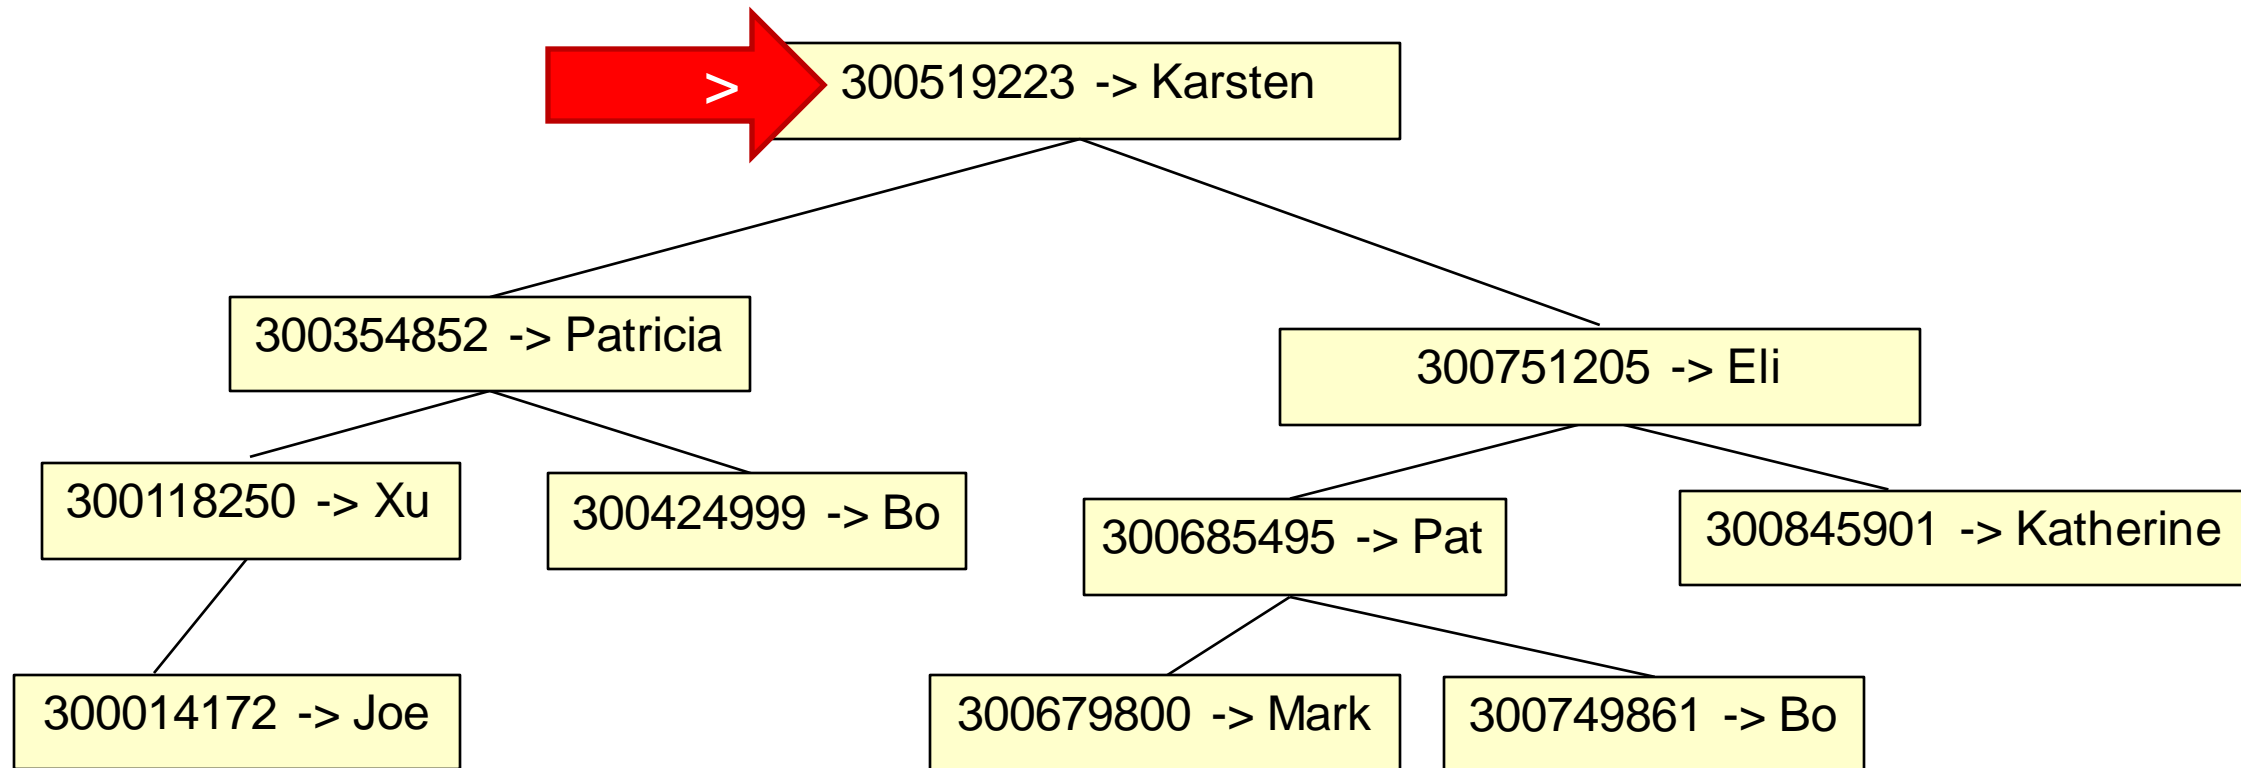 >
300519223 -> Karsten
300354852 -> Patricia
300751205 -> Eli
300118250 -> Xu
300424999 -> Bo
300685495 -> Pat
300845901 -> Katherine
300014172 -> Joe
300679800 -> Mark
300749861 -> Bo